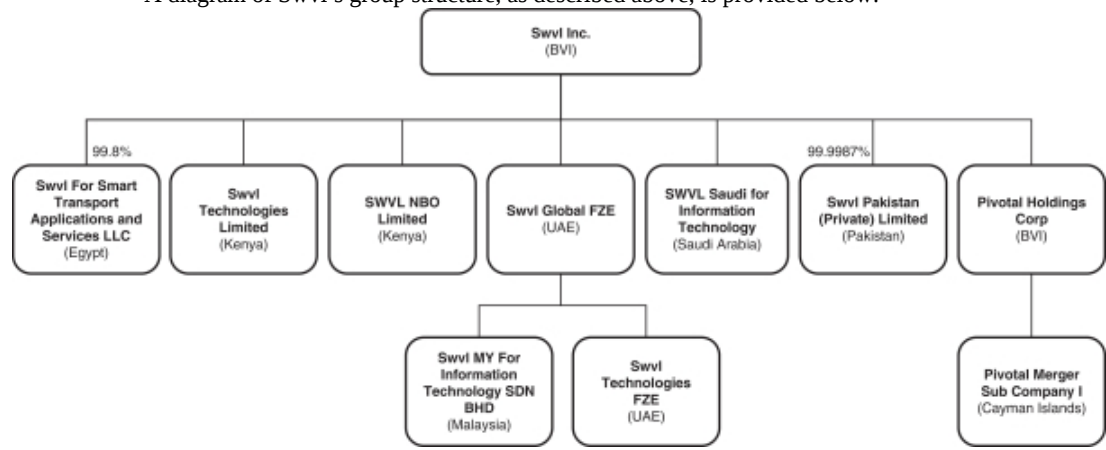 A diagram of Swvl's group structure, as described above, is provided below.
Swvl Inc.
(BVI)
99.8%
99.9987%
Swvl For Smart
Transport
Applications and
Services LLC
(Egypt)
Swvl
Technologies
Limited
(Kenya)
SWVL NBO
Limited
(Kenya)
Swvl Global FZE
(UAE)
SWVL Saudi for
Information
Technology
(Saudi Arabia)
Swvl Pakistan
(Private) Limited
(Pakistan)
Pivotal Holdings
Corp
(BVI)
Swvl MY For
Information
Technology SDN
BHD
(Malaysia)
Swvl
Technologies
FZE
(UAE)
Pivotal Merger
Sub Company I
(Cayman Islands)